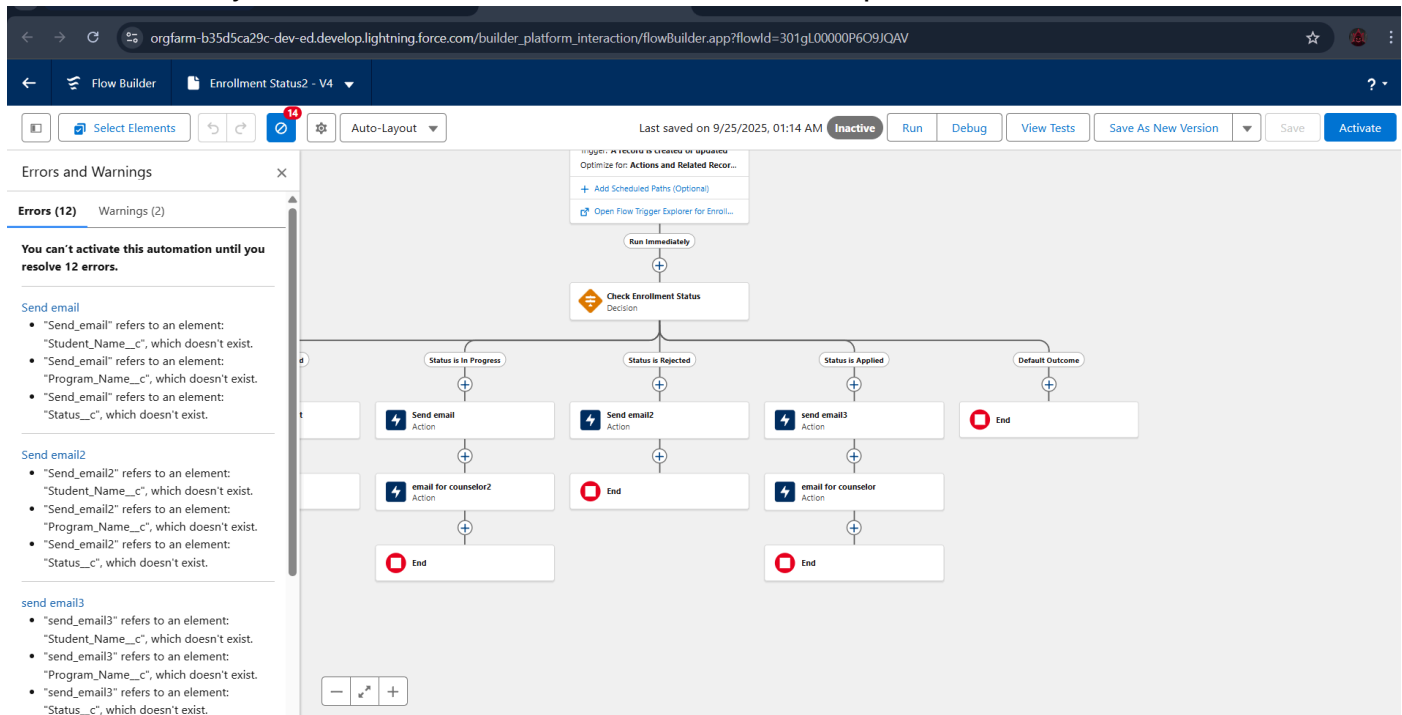 orgfarm-b35d5ca29c-dev-ed.develop.lightning.force.com/builder_platform_interaction/flowBuilder.app?flowId=301gL00000P6O9JQAV
Flow Builder
Enrollment Status2 - V4
?
Select Elements
14
Auto-Layout
Last saved on 9/25/2025, 01:14 AM
Inactive
Run
Debug
View Tests
Save As New Version
Save
Activate
Errors and Warnings
Errors (12)
Warnings (2)
You can't activate this automation until you
resolve 12 errors.
Send email
• "Send_email" refers to an element:
"Student_Name__c", which doesn't exist.
• "Send_email" refers to an element:
"Program_Name__c", which doesn't exist.
• "Send_email" refers to an element:
"Status__c", which doesn't exist.
Send email2
• "Send_email2" refers to an element:
"Student_Name__c", which doesn't exist.
• "Send_email2" refers to an element:
"Program_Name__c", which doesn't exist.
• "Send_email2" refers to an element:
"Status__c", which doesn't exist.
send email3
• "send_email3" refers to an element:
"Student_Name__c", which doesn't exist.
• "send_email3" refers to an element:
"Program_Name__c", which doesn't exist.
• "send_email3" refers to an element:
"Status__c", which doesn't exist.
Trigger: A record is created or updated
Optimize for: Actions and Related Recor...
+ Add Scheduled Paths (Optional)
Open Flow Trigger Explorer for Enroll...
Run Immediately
Check Enrollment Status
Decision
Status is In Progress
Status is Rejected
Status is Applied
Default Outcome
Send email
Action
Send email2
Action
send email3
Action
End
email for counselor2
Action
End
email for counselor
Action
End
End